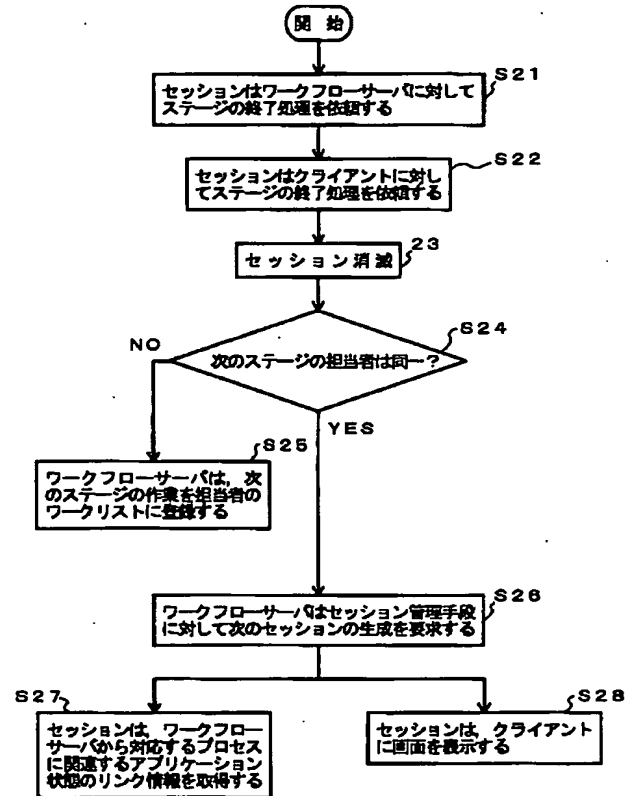 開 始
S21
セッションはワークフローサーバに対して
ステージの終了処理を依頼する
S22
セッションはクライアントに対し
てステージの終了処理を依頼する
23
セッション消滅
S24
次のステージの担当者は同一？
NO
YES
S25
ワークフローサーバは，次
のステージの作業を担当者の
ワークリストに登録する
S26
ワークフローサーバはセッション管理手段
に対して次のセッションの生成を要求する
S27
セッションは，ワークフロー
サーバから対応するプロセス
に関連するアプリケーション
状態のリンク情報を取得する
S28
セッションは，クライアント
に画面を表示する